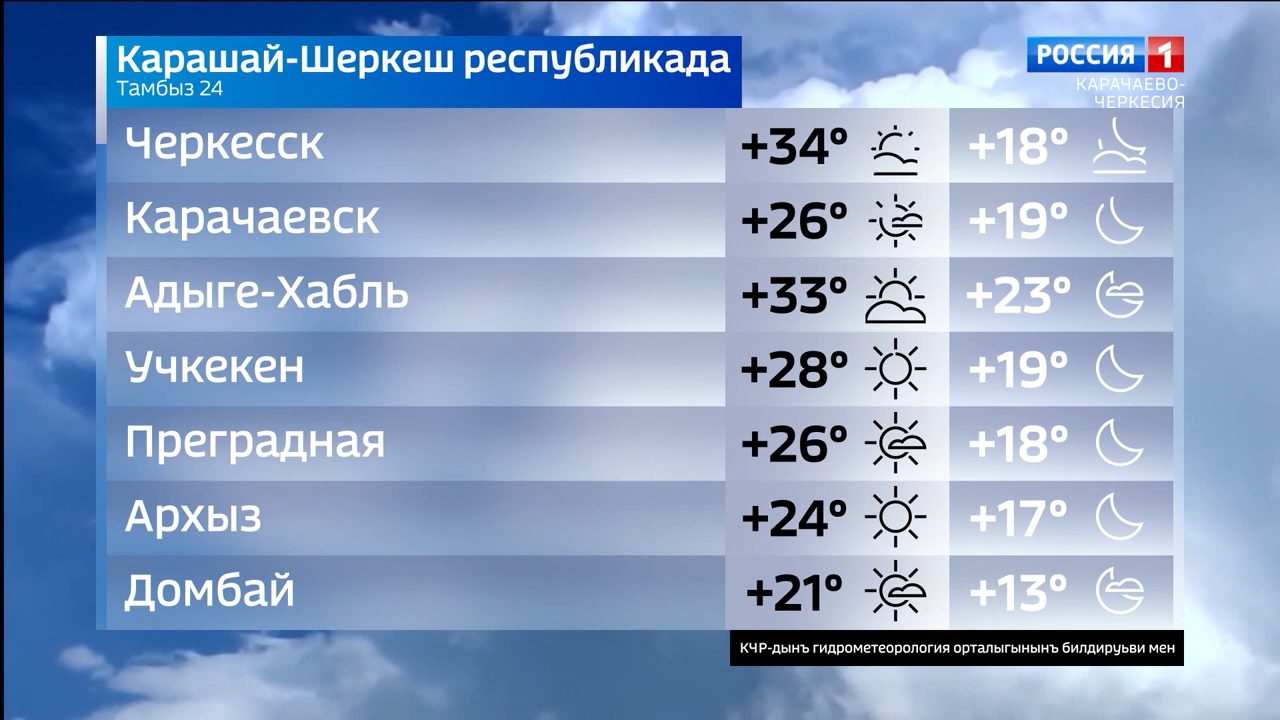 Карашай-Шеркеш республикада
Тамбыз 24
РОССИЯ 1
КАРАЧАЕВО-
ЧЕРКЕСИЯ
Черкесск +34° +18°
Карачаевск +26° +19°
Адыге-Хабль +33° +23°
Учкекен +28° +19°
Преградная +26° +18°
Архыз +24° +17°
Домбай +21° +13°
КЧР-дынъ гидрометеорология орталыгынынъ билдируьви мен